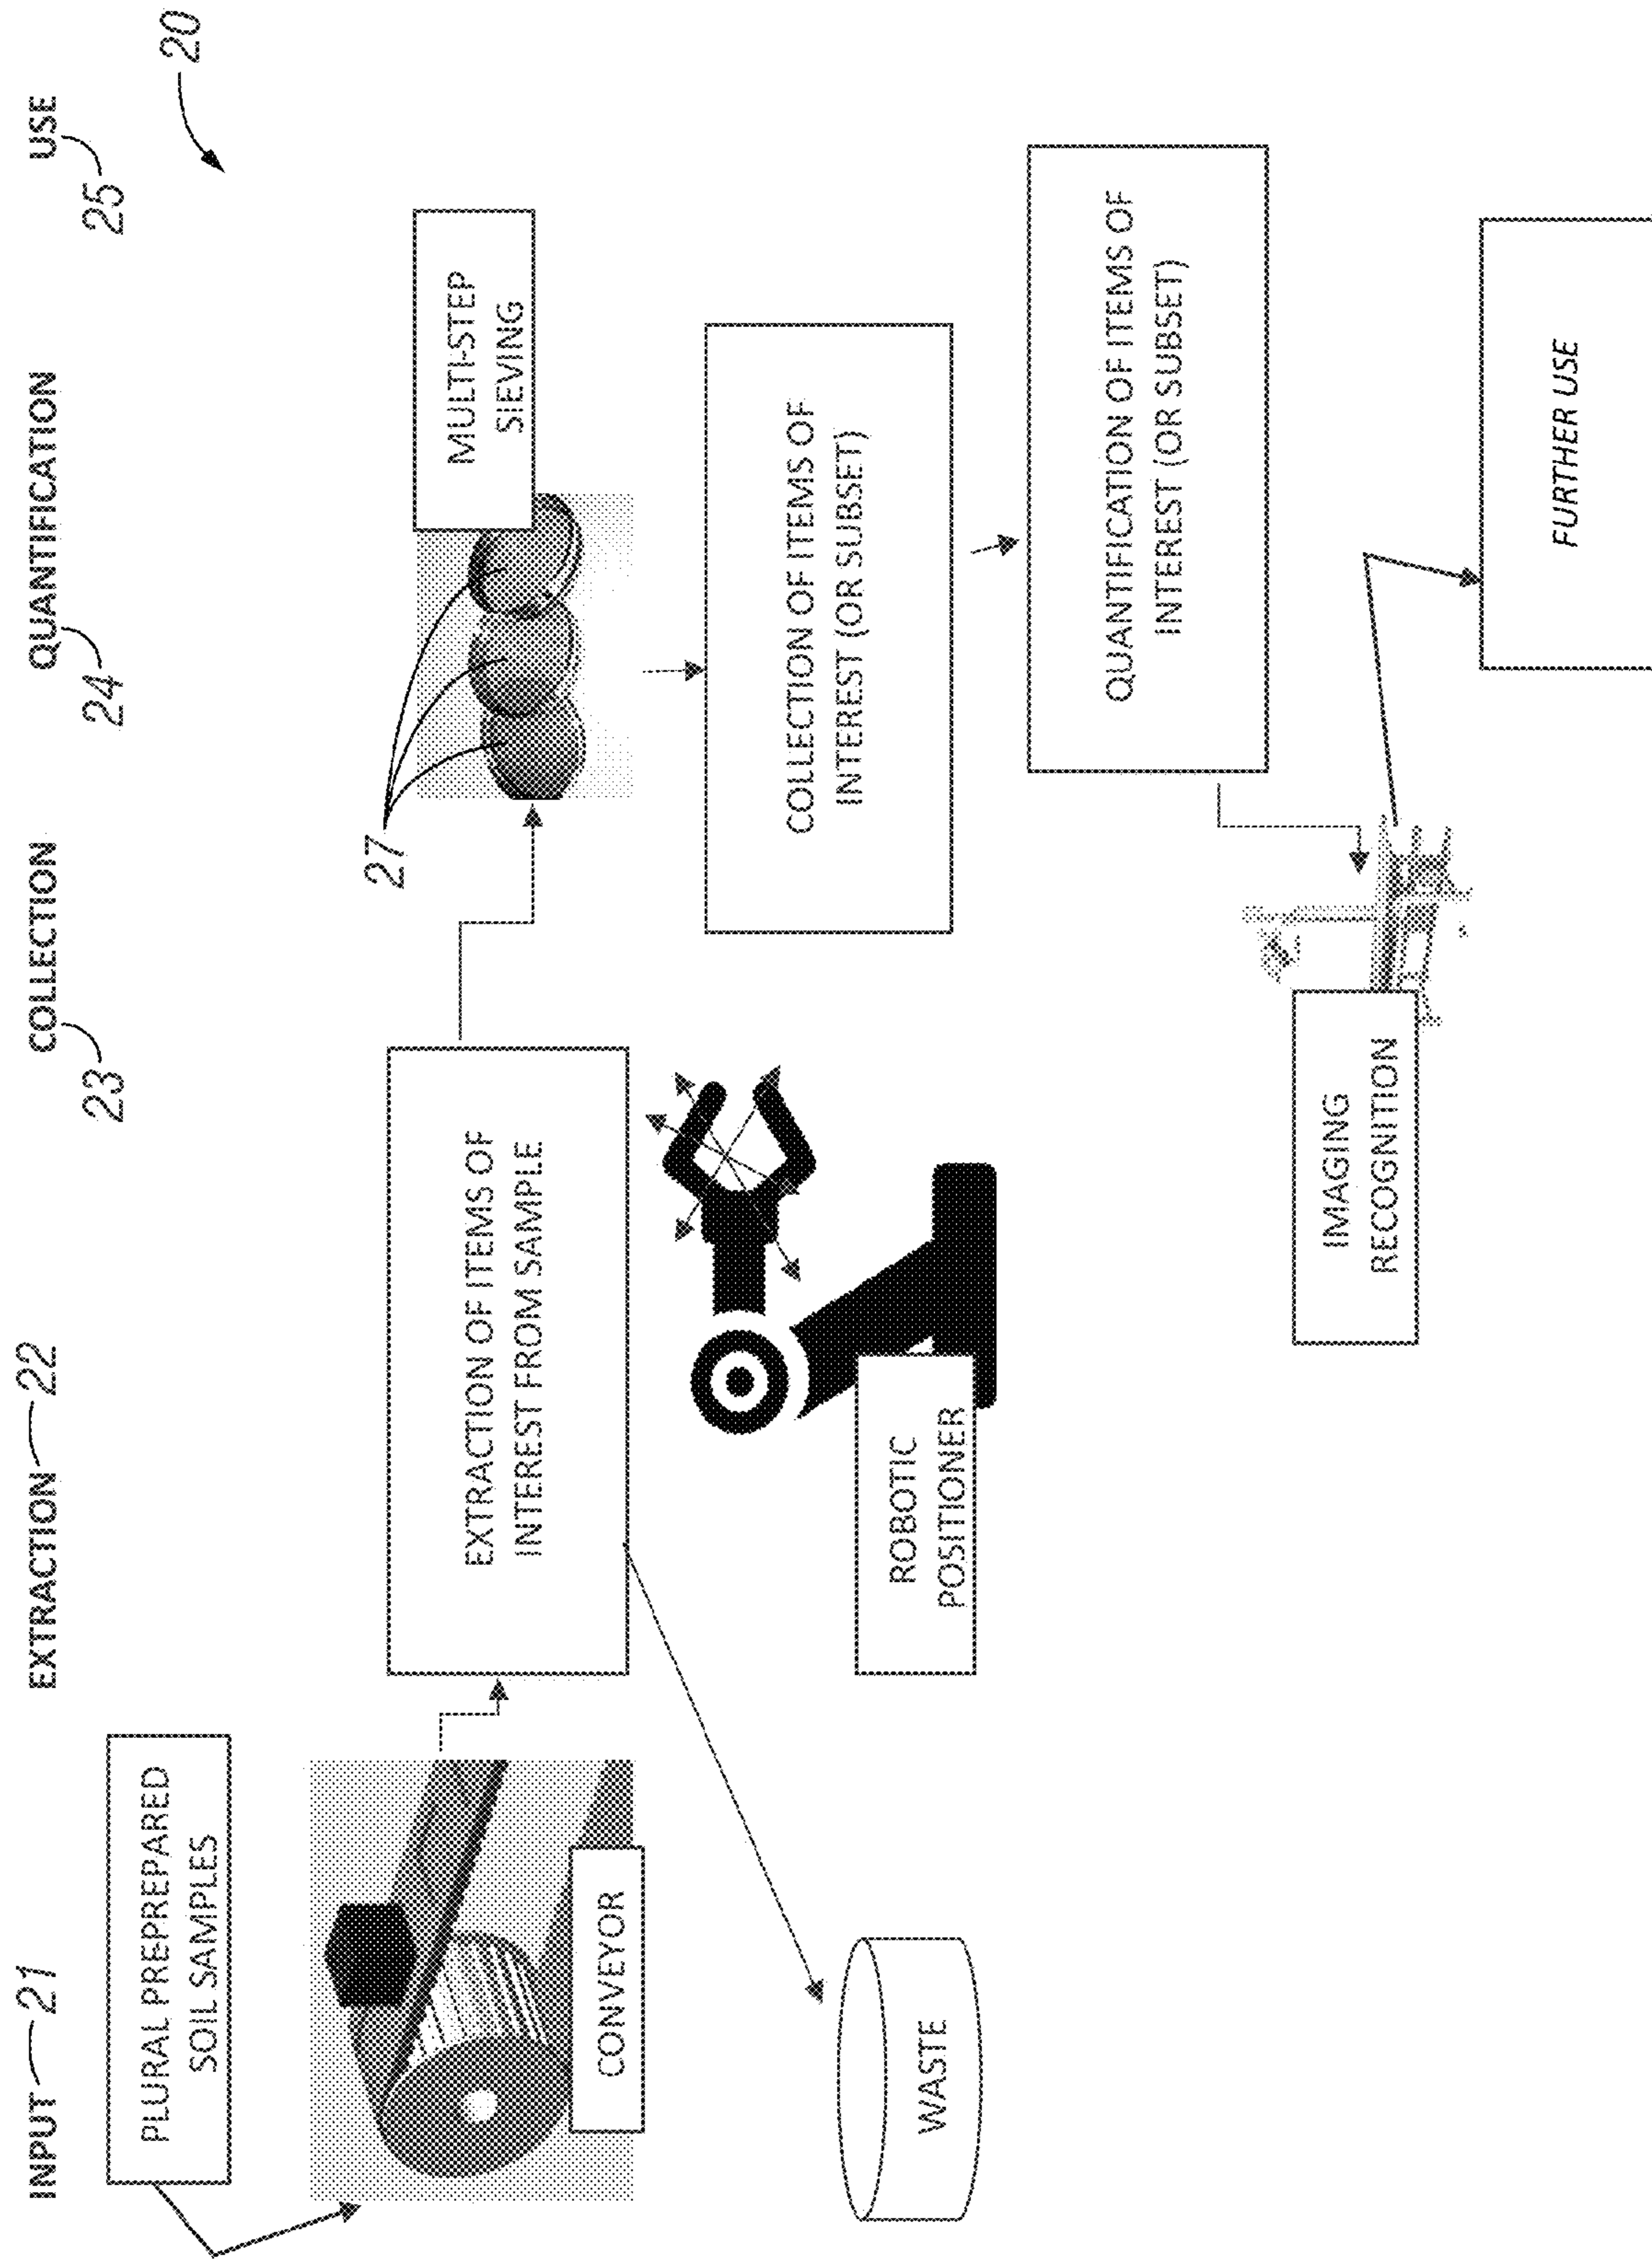 INPUT 21
EXTRACTION 22
COLLECTION
23
QUANTIFICATION
24
USE
25
20
PLURAL PREPREPARED
SOIL SAMPLES
CONVEYOR
WASTE
EXTRACTION OF ITEMS OF
INTEREST FROM SAMPLE
ROBOTIC
POSITIONER
27
MULTI-STEP
SIEVING
COLLECTION OF ITEMS OF
INTEREST (OR SUBSET)
QUANTIFICATION OF ITEMS OF
INTEREST (OR SUBSET)
IMAGING
RECOGNITION
FURTHER USE